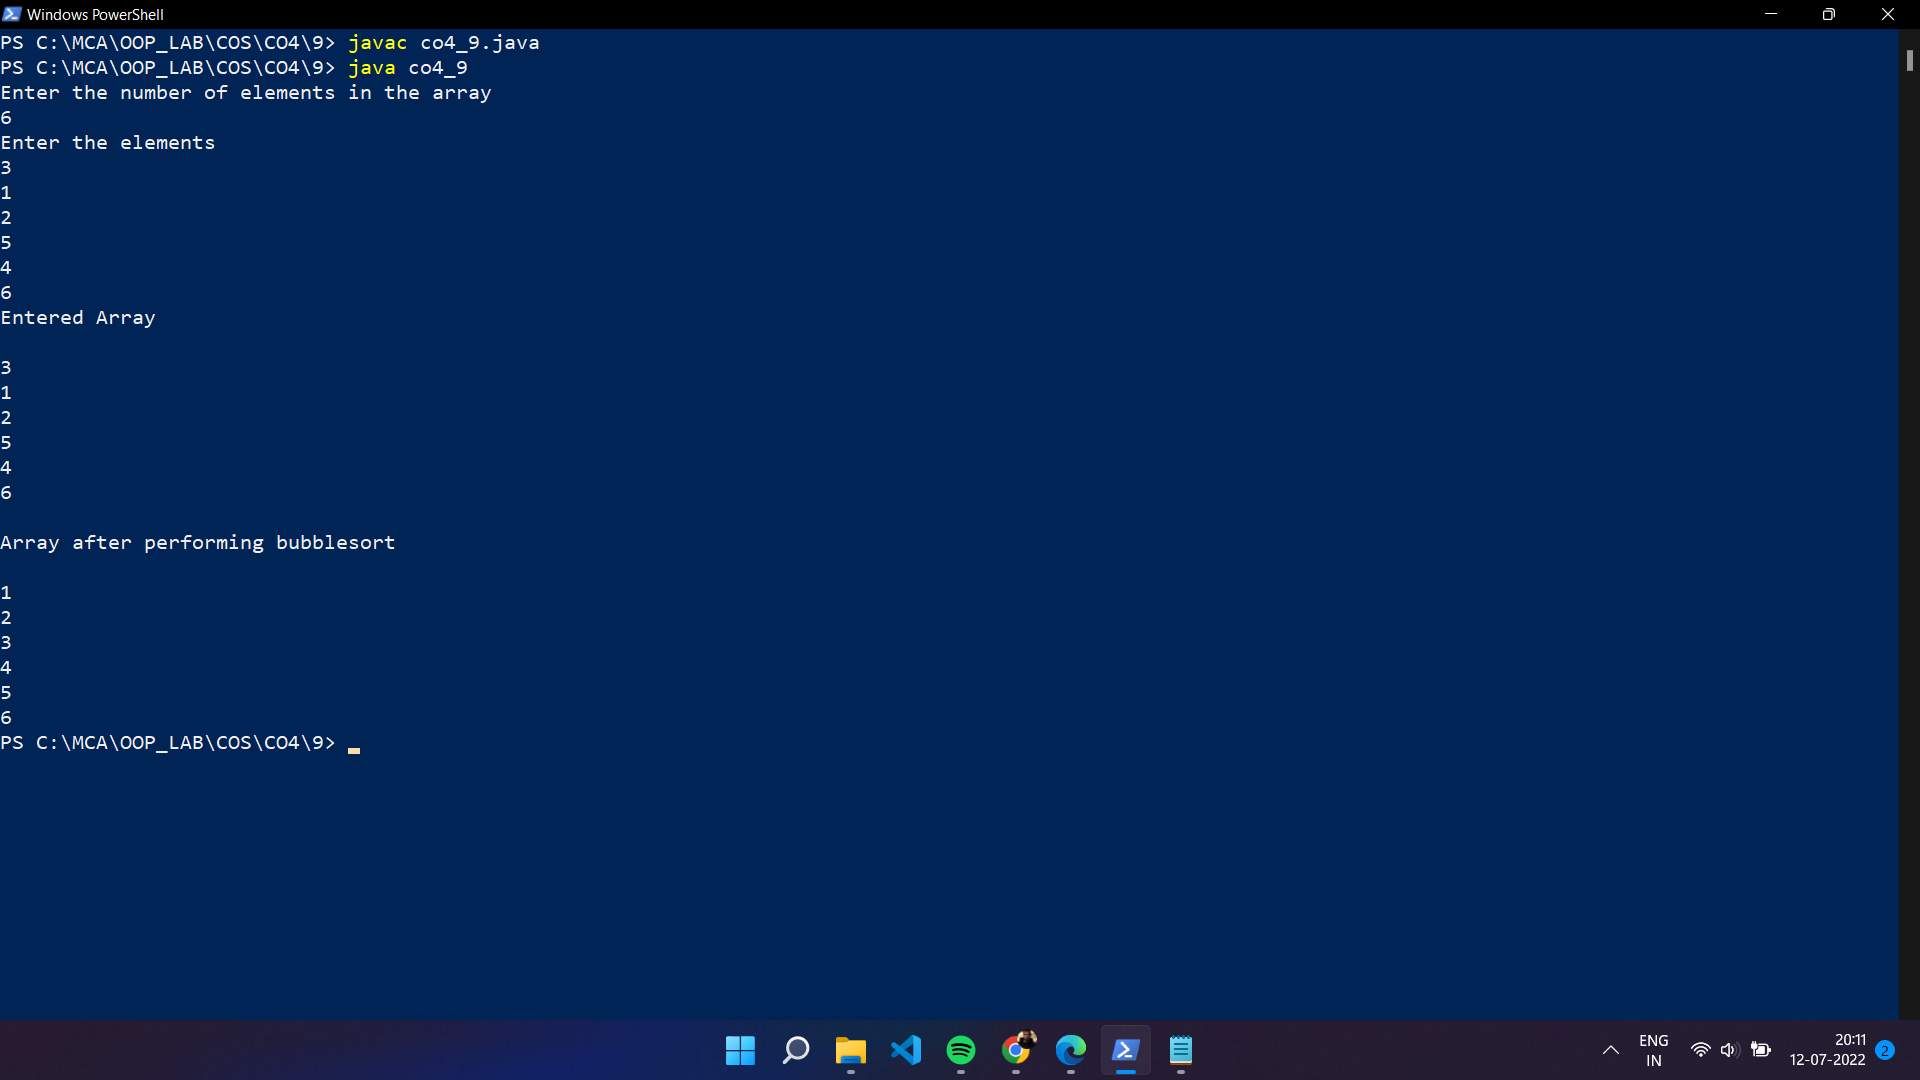 Windows PowerShell
PS C:\MCA\OOP_LAB\COS\CO4\9> javac co4_9.java
PS C:\MCA\OOP_LAB\COS\CO4\9> java co4_9
Enter the number of elements in the array
6
Enter the elements
3
1
2
5
4
6
Entered Array
3
1
2
5
4
6
Array after performing bubblesort
1
2
3
4
5
6
PS C:\MCA\OOP_LAB\COS\CO4\9>
ENG
IN
20:11
12-07-2022
2